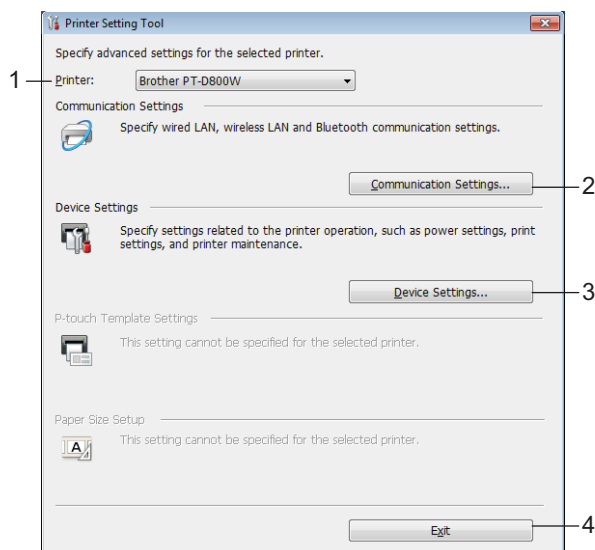 Printer Setting Tool
Specify advanced settings for the selected printer.
1 Printer: Brother PT-D800W
Communication Settings
Specify wired LAN, wireless LAN and Bluetooth communication settings.
Communication Settings... 2
Device Settings
Specify settings related to the printer operation, such as power settings, print
settings, and printer maintenance.
Device Settings... 3
P-touch Template Settings
This setting cannot be specified for the selected printer.
Paper Size Setup
A
This setting cannot be specified for the selected printer.
Exit 4